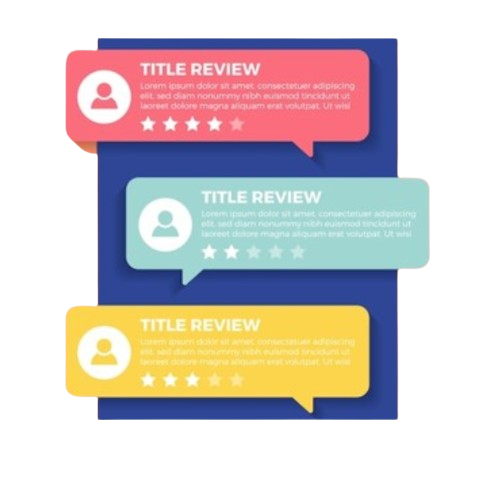 TITLE REVIEW
Lorem ipsum dolor sit amet, consectetuer adipiscing
elit, sed diam nonummy nibh euismod tincidunt ut
laoreet dolore magna aliquam erat volutpat. Ut wisi
TITLE REVIEW
Lorem ipsum dolor sit amet, consectetuer adipiscing
elit, sed diam nonummy nibh euismod tincidunt ut
laoreet dolore magna aliquam erat volutpat. Ut wisi
TITLE REVIEW
Lorem ipsum dolor sit amet, consectetuer adipiscing
elit, sed diam nonummy nibh euismod tincidunt ut
laoreet dolore magna aliquam erat volutpat. Ut wisi